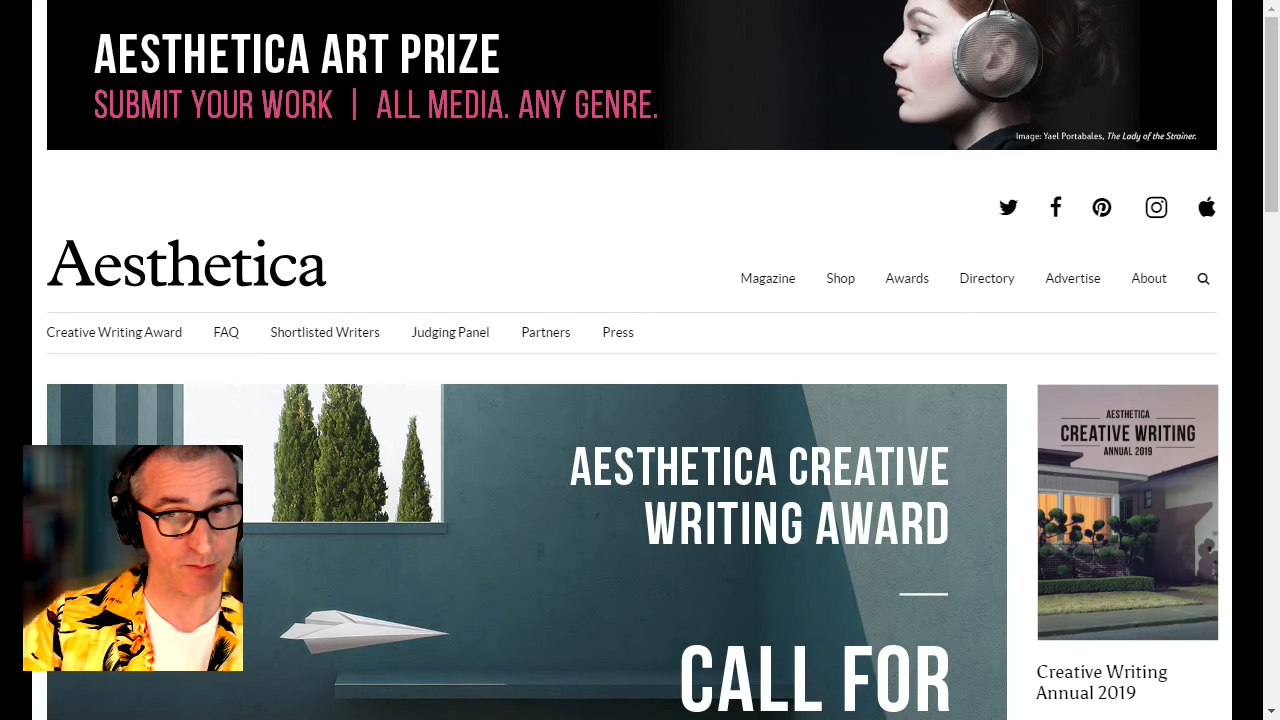 AESTHETICA ART PRIZE
SUBMIT YOUR WORK | ALL MEDIA. ANY GENRE.
Image: Yael Portabales, The Lady of the Strainer.
Aesthetica
Magazine Shop Awards Directory Advertise About
Creative Writing Award FAQ Shortlisted Writers Judging Panel Partners Press
AESTHETICA CREATIVE
WRITING AWARD
CALL FOR
AESTHETICA
CREATIVE WRITING
ANNUAL 2019
Creative Writing
Annual 2019